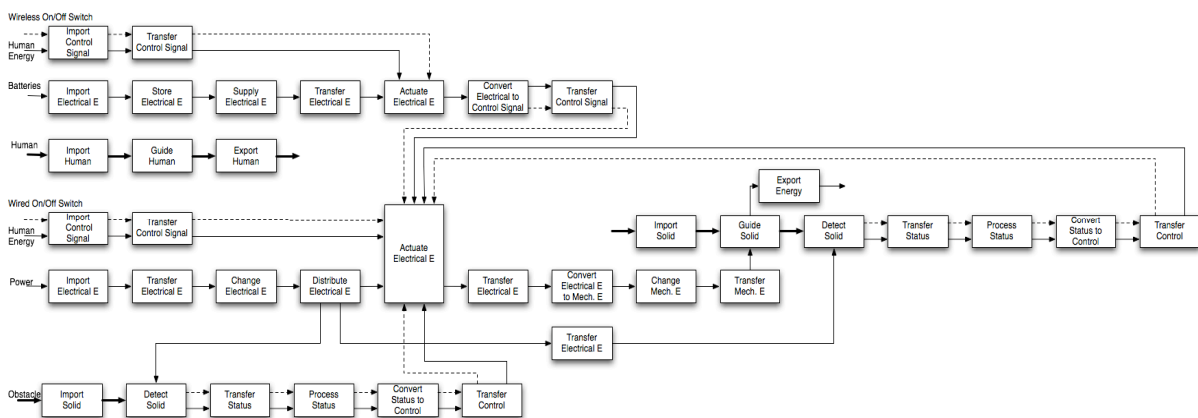 Wireless On/Off Switch
Human
Energy
Import
Control
Signal
Transfer
Control Signal
Batteries
Import
Electrical E
Store
Electrical E
Supply
Electrical E
Transfer
Electrical E
Actuate
Electrical E
Convert
Electrical to
Control Signal
Transfer
Control Signal
Human
Import
Human
Guide
Human
Export
Human
Export
Energy
Wired On/Off Switch
Human
Energy
Import
Control
Signal
Transfer
Control Signal
Actuate
Electrical E
Import
Solid
Guide
Solid
Detect
Solid
Transfer
Status
Process
Status
Convert
Status to
Control
Transfer
Control
Power
Import
Electrical E
Transfer
Electrical E
Change
Electrical E
Distribute
Electrical E
Transfer
Electrical E
Convert
Electrical E
to Mech. E
Change
Mech. E
Transfer
Mech. E
Transfer
Electrical E
Obstacle
Import
Solid
Detect
Solid
Transfer
Status
Process
Status
Convert
Status to
Control
Transfer
Control